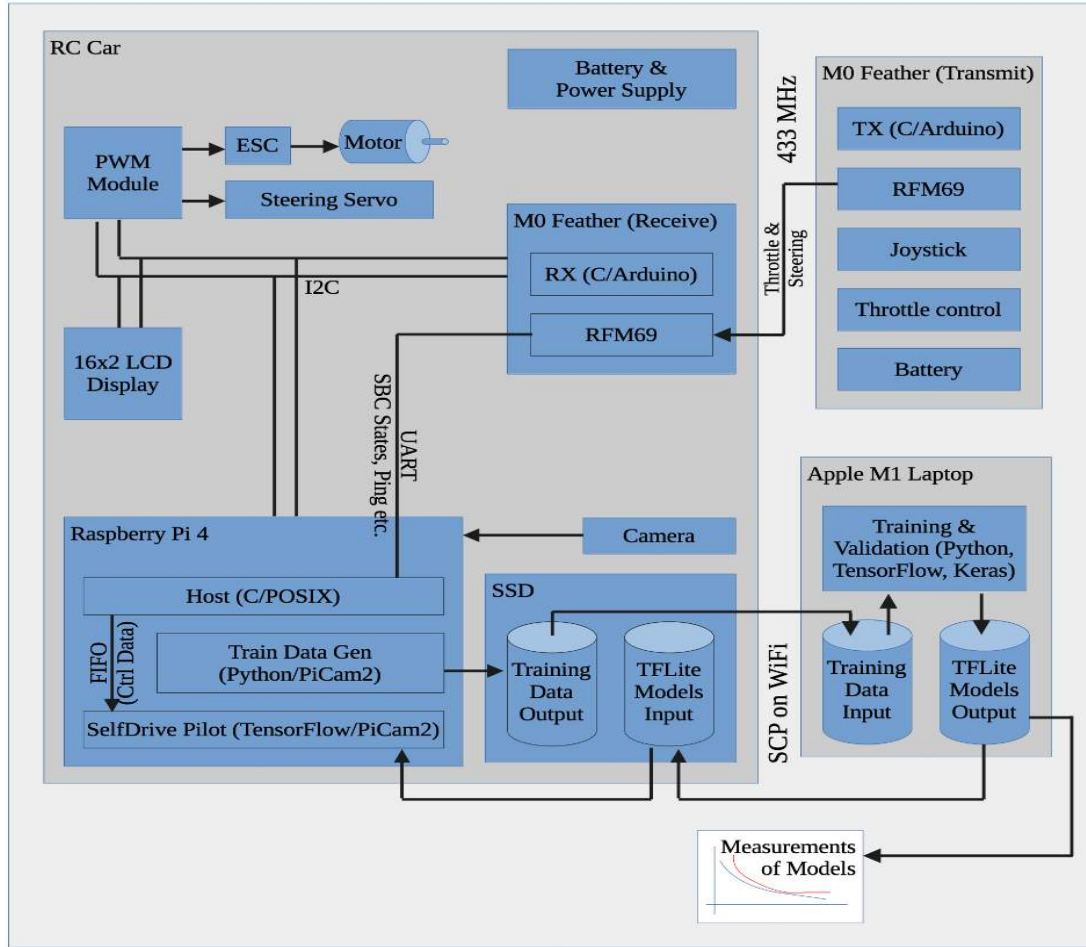 RC Car
Battery &
Power Supply
M0 Feather (Transmit)
TX (C/Arduino)
RFM69
Joystick
Throttle control
Battery
433 MHz
Throttle &
Steering
PWM
Module
ESC
Motor
Steering Servo
M0 Feather (Receive)
RX (C/Arduino)
RFM69
I2C
16x2 LCD
Display
UART
SBC States, Ping etc.
Raspberry Pi 4
Host (C/POSIX)
FIFO
(Ctrl Data)
Train Data Gen
(Python/PiCam2)
SelfDrive Pilot (TensorFlow/PiCam2)
Camera
SSD
Training
Data
Output
TFLite
Models
Input
SCP on WiFi
Apple M1 Laptop
Training &
Validation (Python,
TensorFlow, Keras)
Training
Data
Input
TFLite
Models
Output
Measurements
of Models